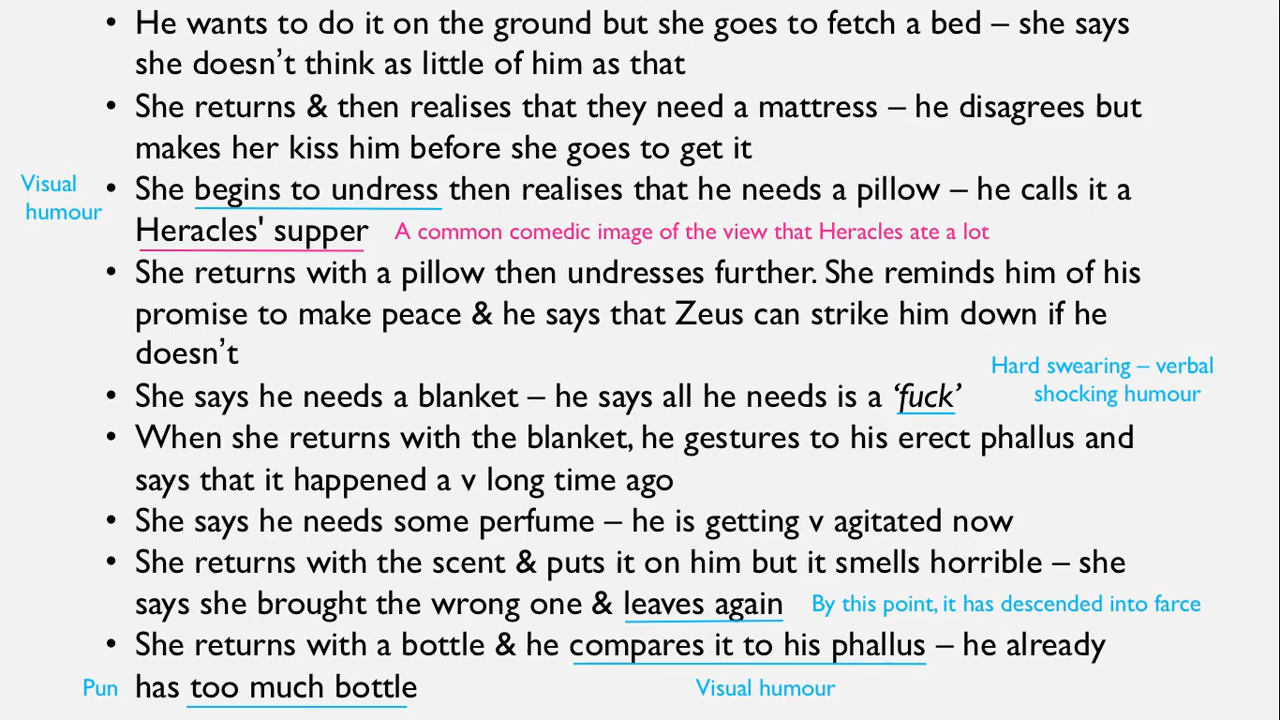 • He wants to do it on the ground but she goes to fetch a bed – she says
she doesn't think as little of him as that
• She returns & then realises that they need a mattress – he disagrees but
makes her kiss him before she goes to get it
Visual
humour
• She begins to undress then realises that he needs a pillow – he calls it a
Heracles' supper A common comedic image of the view that Heracles ate a lot
• She returns with a pillow then undresses further. She reminds him of his
promise to make peace & he says that Zeus can strike him down if he
doesn't
Hard swearing – verbal
shocking humour
• She says he needs a blanket – he says all he needs is a ‘fuck’
• When she returns with the blanket, he gestures to his erect phallus and
says that it happened a v long time ago
• She says he needs some perfume – he is getting v agitated now
• She returns with the scent & puts it on him but it smells horrible – she
says she brought the wrong one & leaves again By this point, it has descended into farce
• She returns with a bottle & he compares it to his phallus – he already
Pun has too much bottle Visual humour